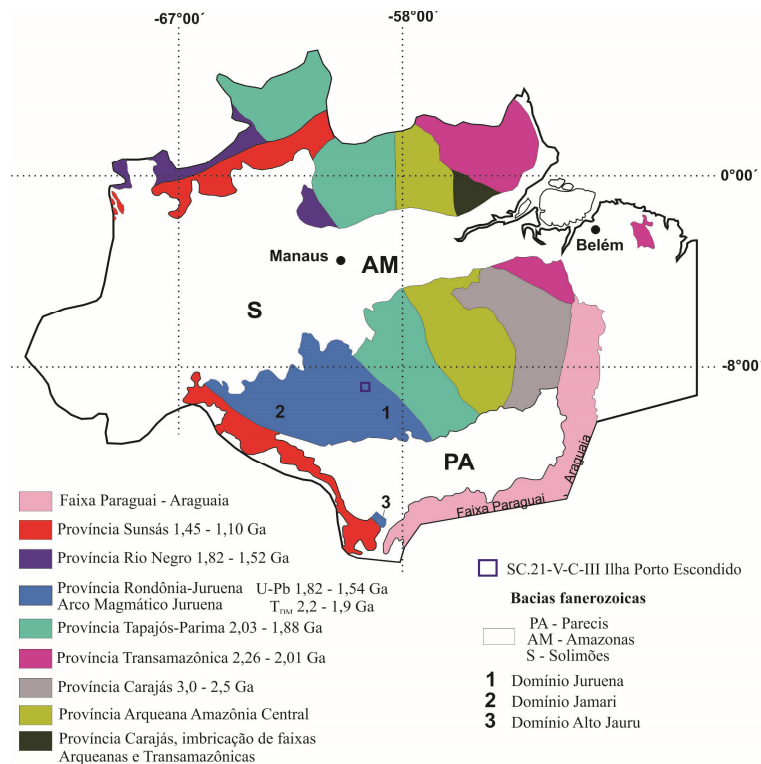 -67°00´
-58°00´
0°00´
Belém
Manaus
AM
S
-8°00´
2
1
PA
Araguaia
Faixa Paraguai -
3
Faixa Paraguai - Araguaia
Província Sunsás 1,45 - 1,10 Ga
Província Rio Negro 1,82 - 1,52 Ga
Província Rondônia-Juruena U-Pb 1,82 - 1,54 Ga
Arco Magmático Juruena TDM 2,2 - 1,9 Ga
Província Tapajós-Parima 2,03 - 1,88 Ga
Província Transamazônica 2,26 - 2,01 Ga
Província Carajás 3,0 - 2,5 Ga
Província Arqueana Amazônia Central
Província Carajás, imbricação de faixas
Arqueanas e Transamazônicas
SC.21-V-C-III Ilha Porto Escondido
Bacias fanerozoicas
PA - Parecis
AM - Amazonas
S - Solimões
1 Domínio Juruena
2 Domínio Jamari
3 Domínio Alto Jauru